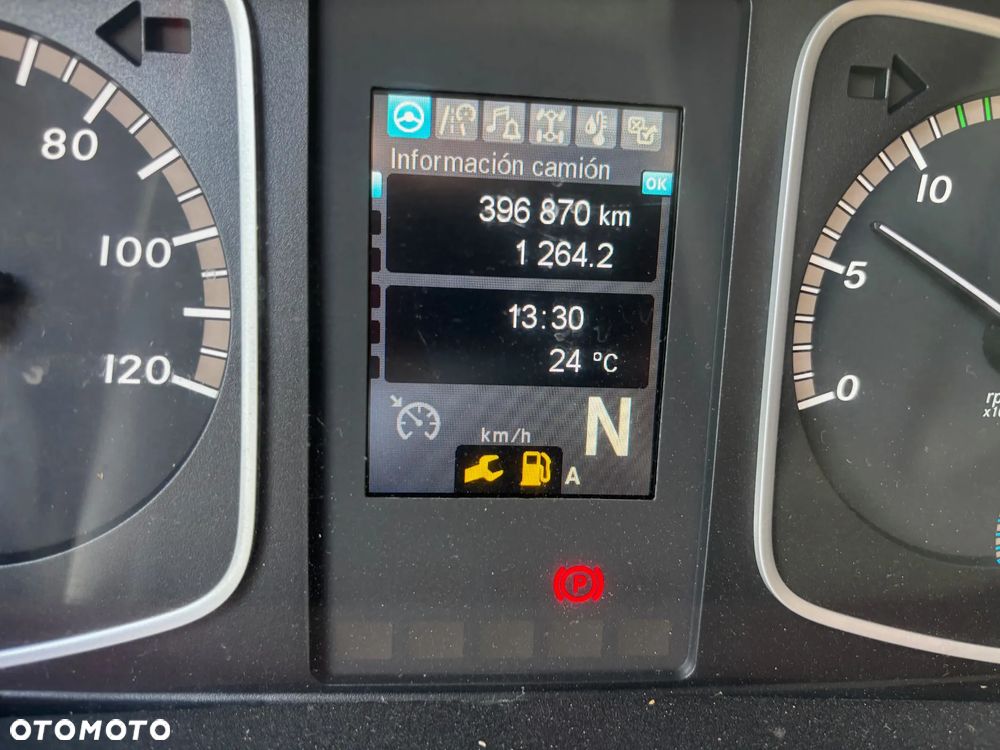 80
100
120
Información camión
OK
396 870 km
1 264.2
13:30
24 °C
km/h
N
A
P
10
5
0
OTOMOTO